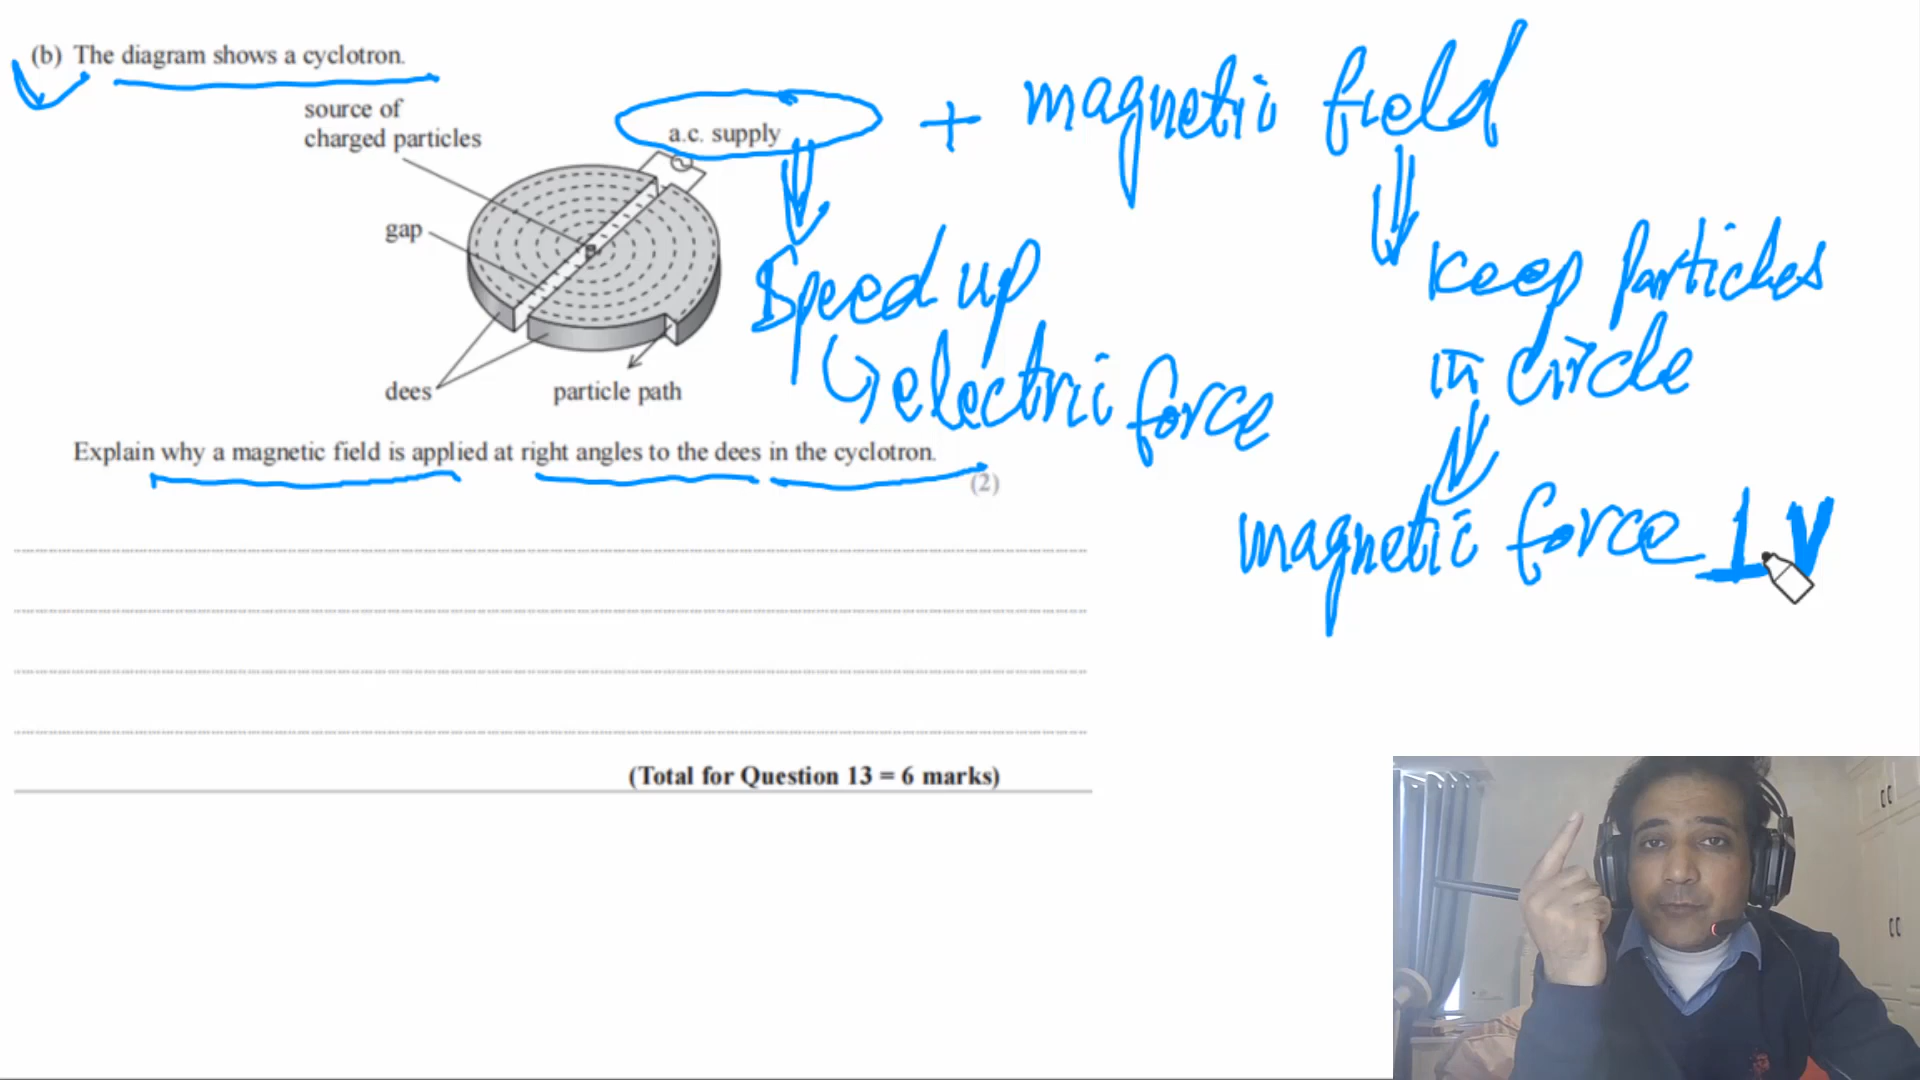 (b) The diagram shows a cyclotron.
source of
charged particles
a.c. supply
gap
dees
particle path
Explain why a magnetic field is applied at right angles to the dees in the cyclotron.
(2)
(Total for Question 13 = 6 marks)
+ magnetic field
Speed up
electric force
Keep particles
in circle
magnetic force ⊥ V